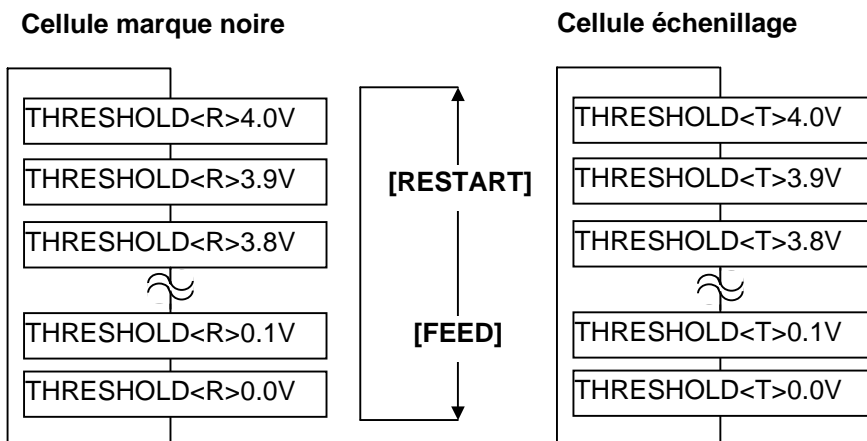 Cellule marque noire
THRESHOLD<R>4.0V
THRESHOLD<R>3.9V
THRESHOLD<R>3.8V
THRESHOLD<R>0.1V
THRESHOLD<R>0.0V
[RESTART]
[FEED]
Cellule échenillage
THRESHOLD<T>4.0V
THRESHOLD<T>3.9V
THRESHOLD<T>3.8V
THRESHOLD<T>0.1V
THRESHOLD<T>0.0V